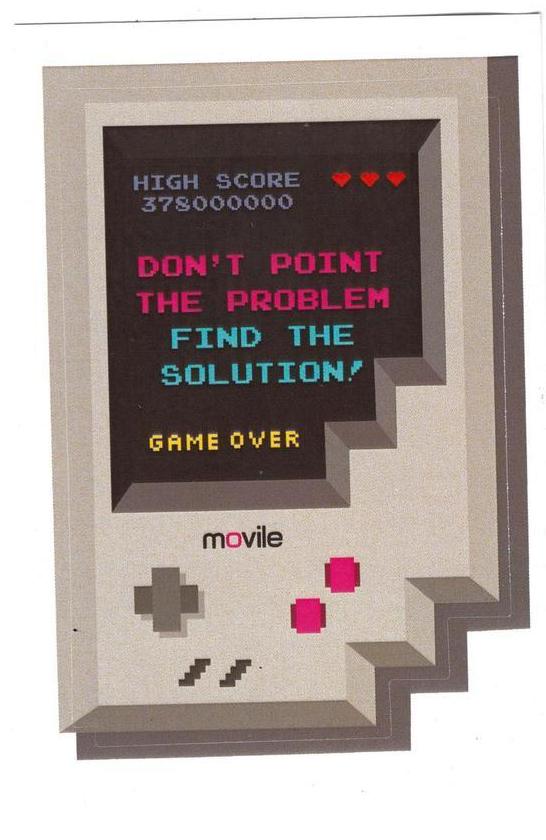 HIGH SCORE
378000000
DON'T POINT
THE PROBLEM
FIND THE
SOLUTION!
GAME OVER
movile